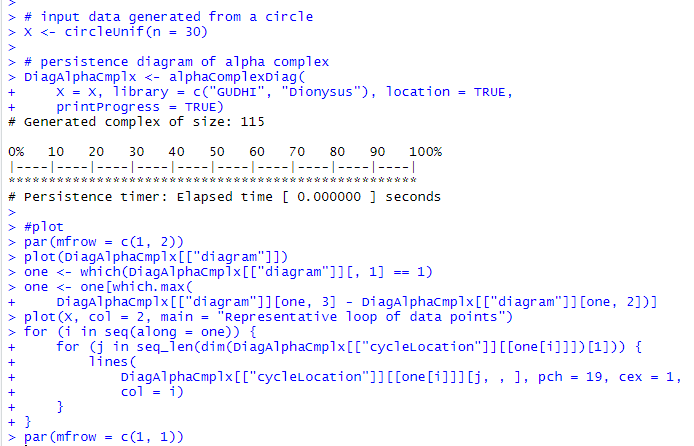 >
> # input data generated from a circle
> X <- circleUnif(n = 30)
>
> # persistence diagram of alpha complex
> DiagAlphaCmplx <- alphaComplexDiag(
+     X = X, library = c("GUDHI", "Dionysus"), location = TRUE,
+     printProgress = TRUE)
# Generated complex of size: 115

0%   10   20   30   40   50   60   70   80   90   100%
|----|----|----|----|----|----|----|----|----|----|
***************************************************
# Persistence timer: Elapsed time [ 0.000000 ] seconds
>
> #plot
> par(mfrow = c(1, 2))
> plot(DiagAlphaCmplx[["diagram"]])
> one <- which(DiagAlphaCmplx[["diagram"]][, 1] == 1)
> one <- one[which.max(
+     DiagAlphaCmplx[["diagram"]][one, 3] - DiagAlphaCmplx[["diagram"]][one, 2])]
> plot(X, col = 2, main = "Representative loop of data points")
> for (i in seq(along = one)) {
+     for (j in seq_len(dim(DiagAlphaCmplx[["cycleLocation"]][[one[i]]])[1])) {
+         lines(
+             DiagAlphaCmplx[["cycleLocation"]][[one[i]]][j, , ], pch = 19, cex = 1,
+             col = i)
+     }
+ }
> par(mfrow = c(1, 1))